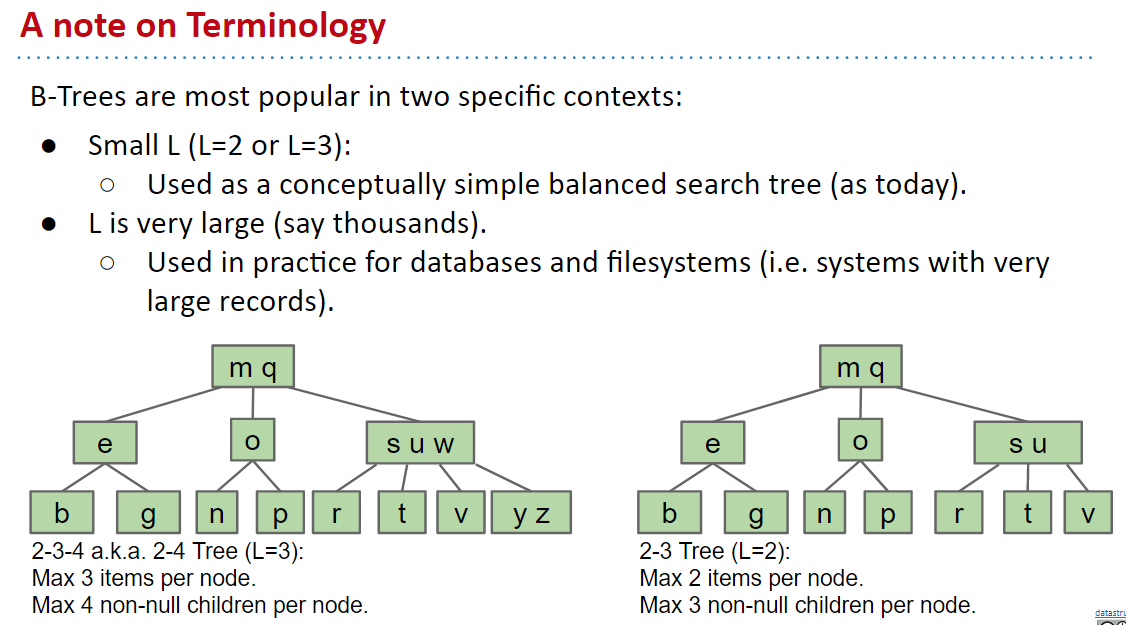 A note on Terminology
B-Trees are most popular in two specific contexts:
● Small L (L=2 or L=3):
○ Used as a conceptually simple balanced search tree (as today).
● L is very large (say thousands).
○ Used in practice for databases and filesystems (i.e. systems with very
large records).
m q
e o s u w
b g n p r t v y z
2-3-4 a.k.a. 2-4 Tree (L=3):
Max 3 items per node.
Max 4 non-null children per node.
m q
e o s u
b g n p r t v
2-3 Tree (L=2):
Max 2 items per node.
Max 3 non-null children per node.